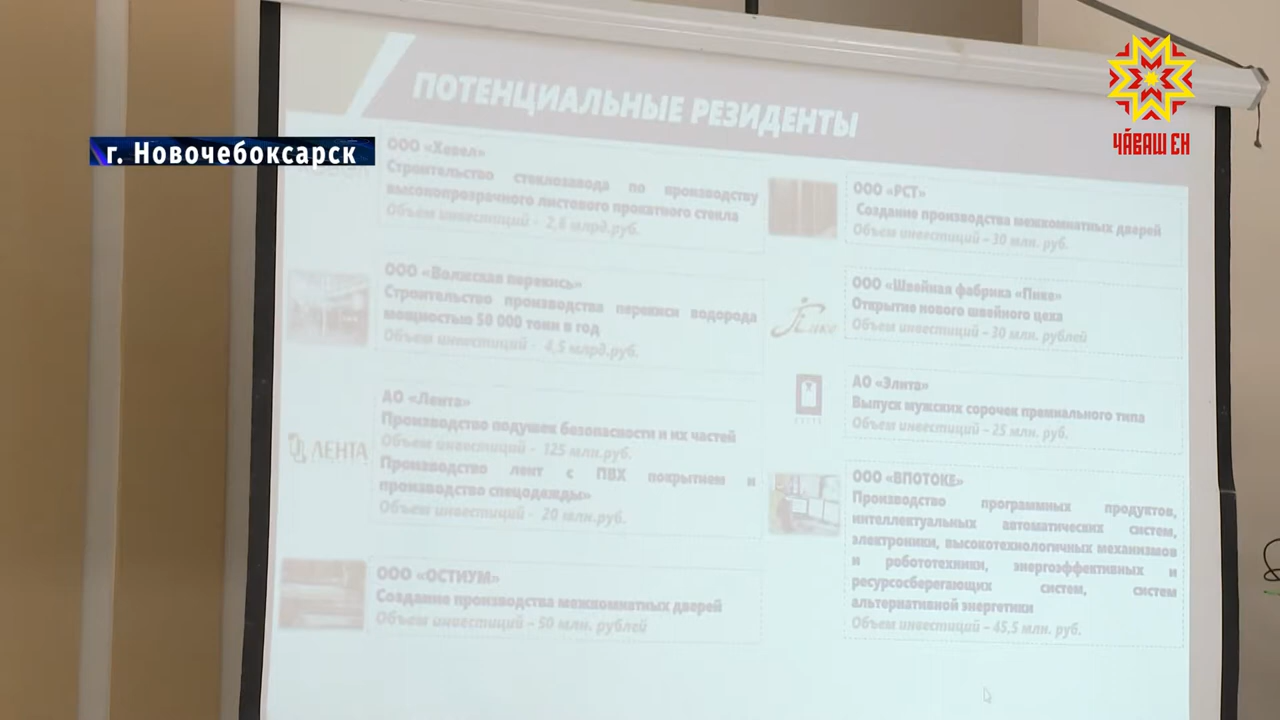 ПОТЕНЦИАЛЬНЫЕ РЕЗИДЕНТЫ
г. Новочебоксарск
ЧӐВАШ ЕН
ООО «Хевел»
Строительство стеклозавода по производству
высокопрозрачного листового прокатного стекла
Объем инвестиций - 2,8 млрд.руб.
ООО «Волжская перекись»
Строительство производства перекиси водорода
мощностью 50 000 тонн в год
Объем инвестиций - 4,5 млрд.руб.
ЛЕНТА
АО «Лента»
Производство подушек безопасности и их частей
Объем инвестиций - 125 млн.руб.
Производство лент с ПВХ покрытием и
производство спецодежды»
Объем инвестиций - 20 млн.руб.
ООО «ОСТИУМ»
Создание производства межкомнатных дверей
Объем инвестиций – 50 млн. рублей
ООО «РСТ»
Создание производства межкомнатных дверей
Объем инвестиций – 30 млн. руб.
Пике
ООО «Швейная фабрика «Пике»
Открытие нового швейного цеха
Объем инвестиций – 30 млн. рублей
АО «Элита»
Выпуск мужских сорочек премиального типа
Объем инвестиций – 25 млн. руб.
ООО «ВПОТОКЕ»
Производство программных продуктов,
интеллектуальных автоматических систем,
электроники, высокотехнологичных механизмов
и робототехники, энергоэффективных и
ресурсосберегающих систем, систем
альтернативной энергетики
Объем инвестиций – 45,5 млн. руб.